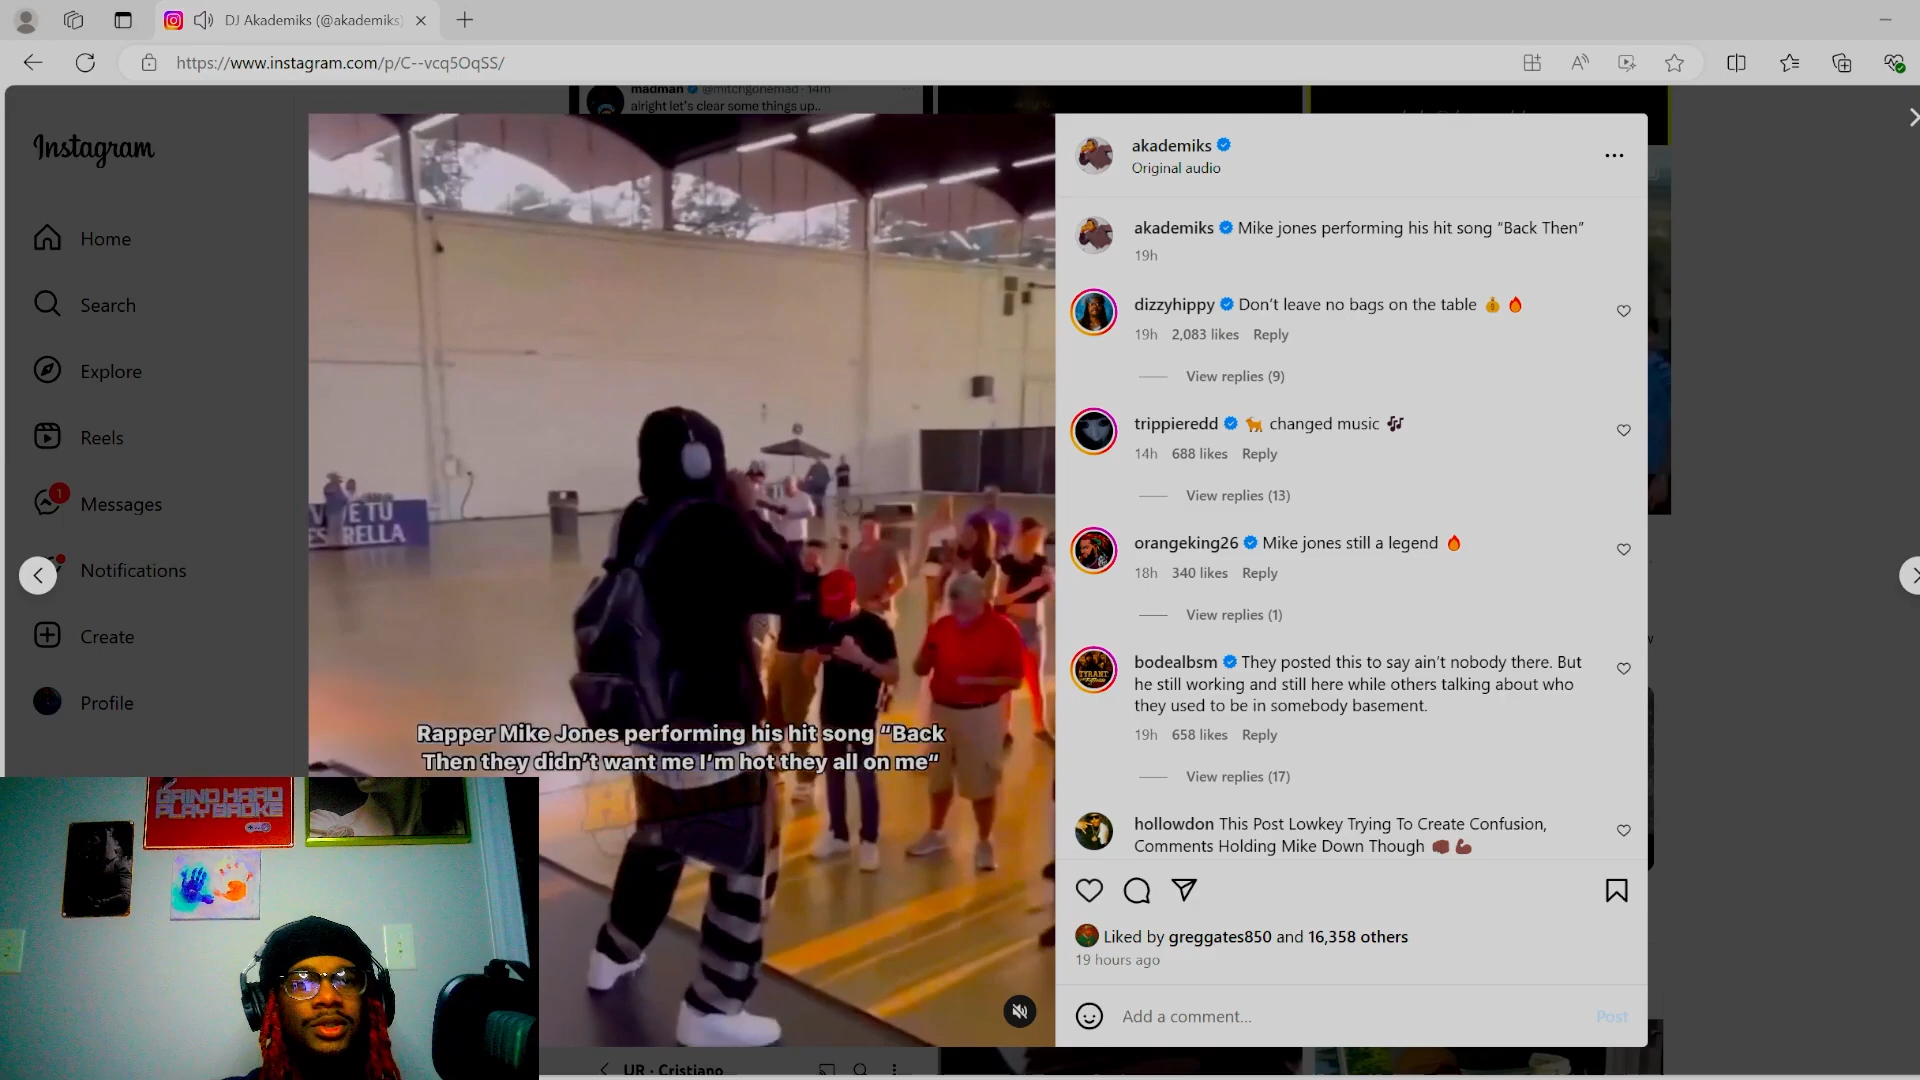 DJ Akademiks (@akademiks)
https://www.instagram.com/p/C--vcq5OqSS/
madman @mitchgonemad · 14m
alright let's clear some things up..
Instagram
Home
Search
Explore
Reels
1
Messages
Notifications
Create
Profile
VE TU
ES RELLA
Rapper Mike Jones performing his hit song “Back
Then they didn’t want me I’m hot they all on me“
GRIND HARD
PLAY BROKE
akademiks
Original audio
akademiks Mike jones performing his hit song “Back Then”
19h
dizzyhippy Don’t leave no bags on the table 💰 🔥
19h 2,083 likes Reply
View replies (9)
trippieredd 🐐 changed music 🎶
14h 688 likes Reply
View replies (13)
orangeking26 Mike jones still a legend 🔥
18h 340 likes Reply
View replies (1)
bodealbsm They posted this to say ain’t nobody there. But
he still working and still here while others talking about who
they used to be in somebody basement.
19h 658 likes Reply
View replies (17)
hollowdon This Post Lowkey Trying To Create Confusion,
Comments Holding Mike Down Though 👊🏾 💪🏾
Liked by greggates850 and 16,358 others
19 hours ago
Add a comment...
Post
UR · Cristiano